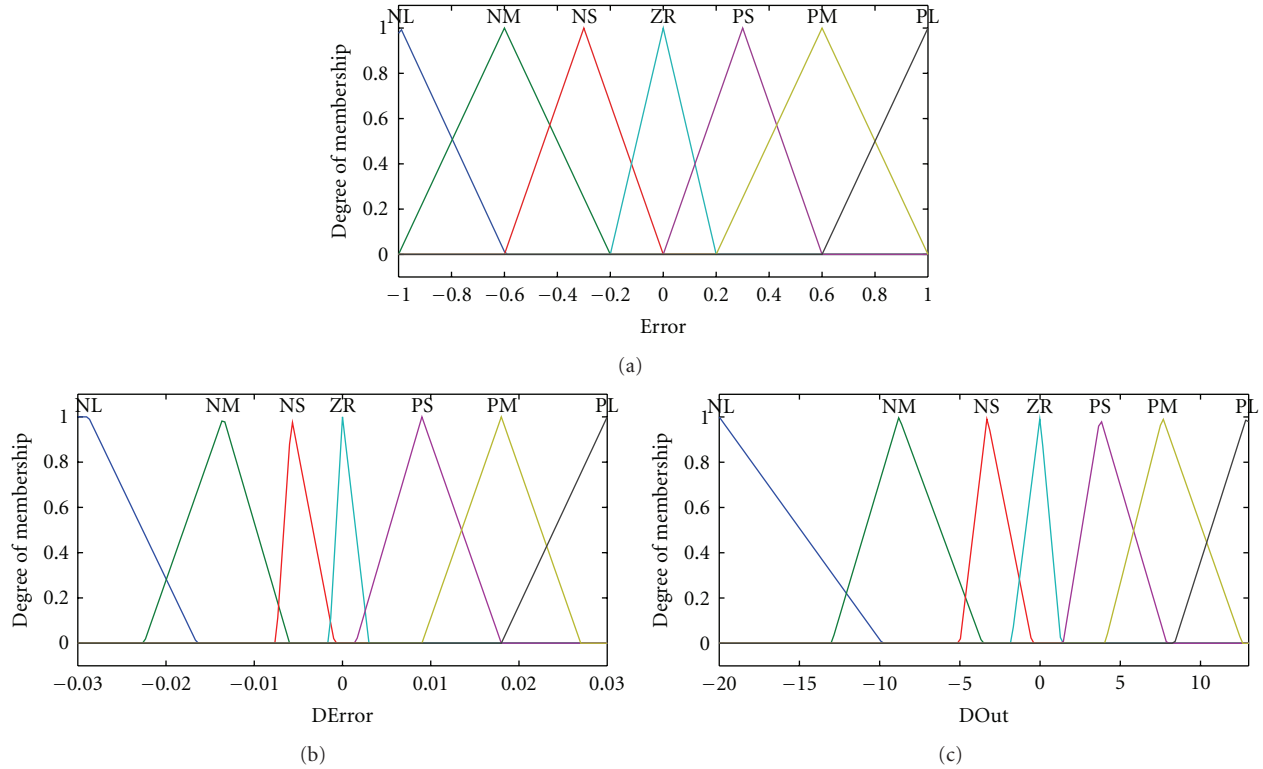 NL NM NS ZR PS PM PL
1
0.8
0.6
0.4
0.2
0
Degree of membership
−1 −0.8 −0.6 −0.4 −0.2 0 0.2 0.4 0.6 0.8 1
Error
(a)
NL NM NS ZR PS PM PL
1
0.8
0.6
0.4
0.2
0
Degree of membership
−0.03 −0.02 −0.01 0 0.01 0.02 0.03
DError
(b)
NL NM NS ZR PS PM PL
1
0.8
0.6
0.4
0.2
0
Degree of membership
−20 −15 −10 −5 0 5 10
DOut
(c)